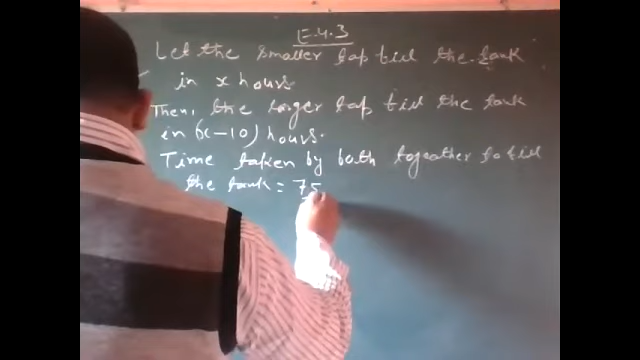 E.4.3
Let the smaller tap fill the tank
in x hours
Then, the larger tap fill the tank
in (x-10) hours.
Time taken by both togeather to fill
the tank = 75